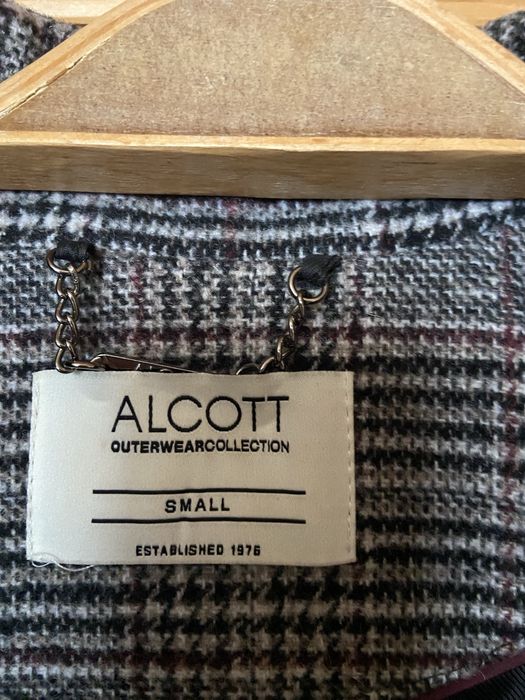 ALCOTT
OUTERWEARCOLLECTION
SMALL
ESTABLISHED 1976